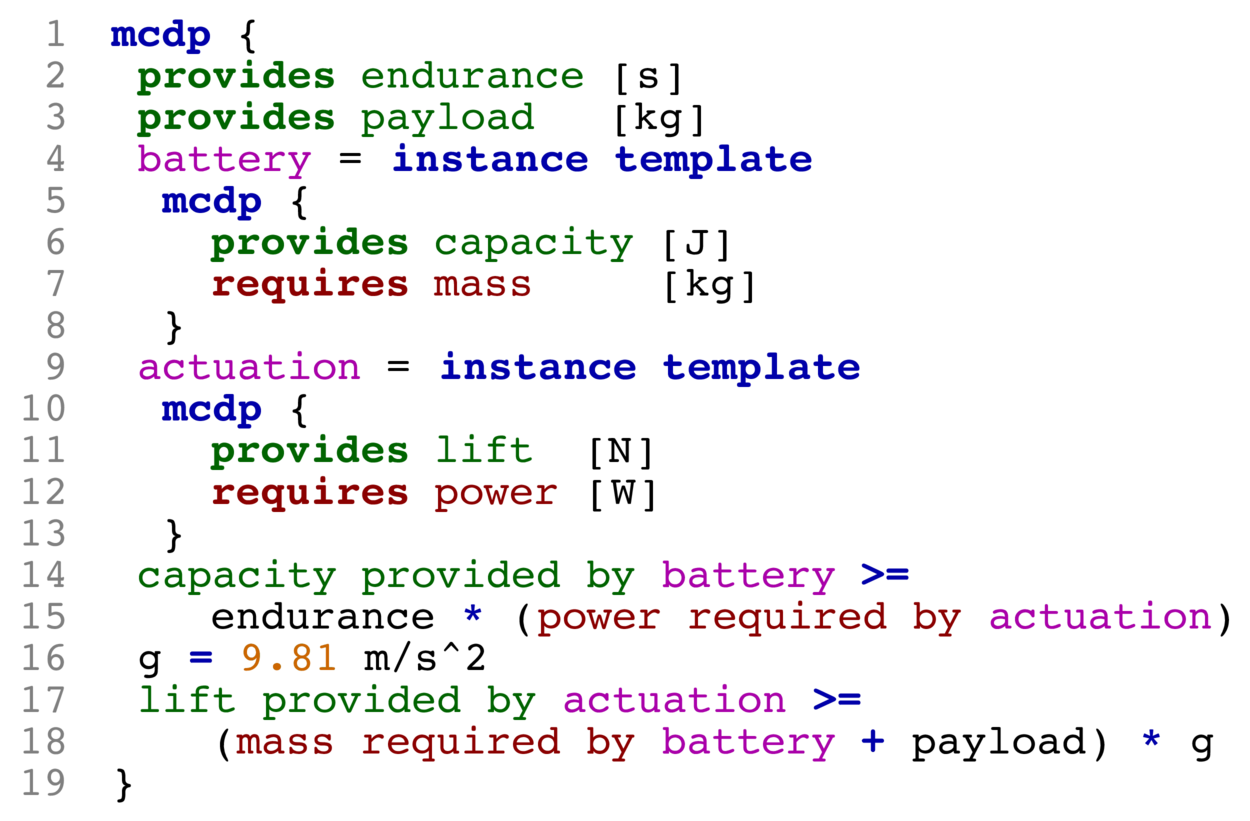 1 mcdp {
2 provides endurance [s]
3 provides payload [kg]
4 battery = instance template
5 mcdp {
6 provides capacity [J]
7 requires mass [kg]
8 }
9 actuation = instance template
10 mcdp {
11 provides lift [N]
12 requires power [W]
13 }
14 capacity provided by battery >=
15 endurance * (power required by actuation)
16 g = 9.81 m/s^2
17 lift provided by actuation >=
18 (mass required by battery + payload) * g
19 }